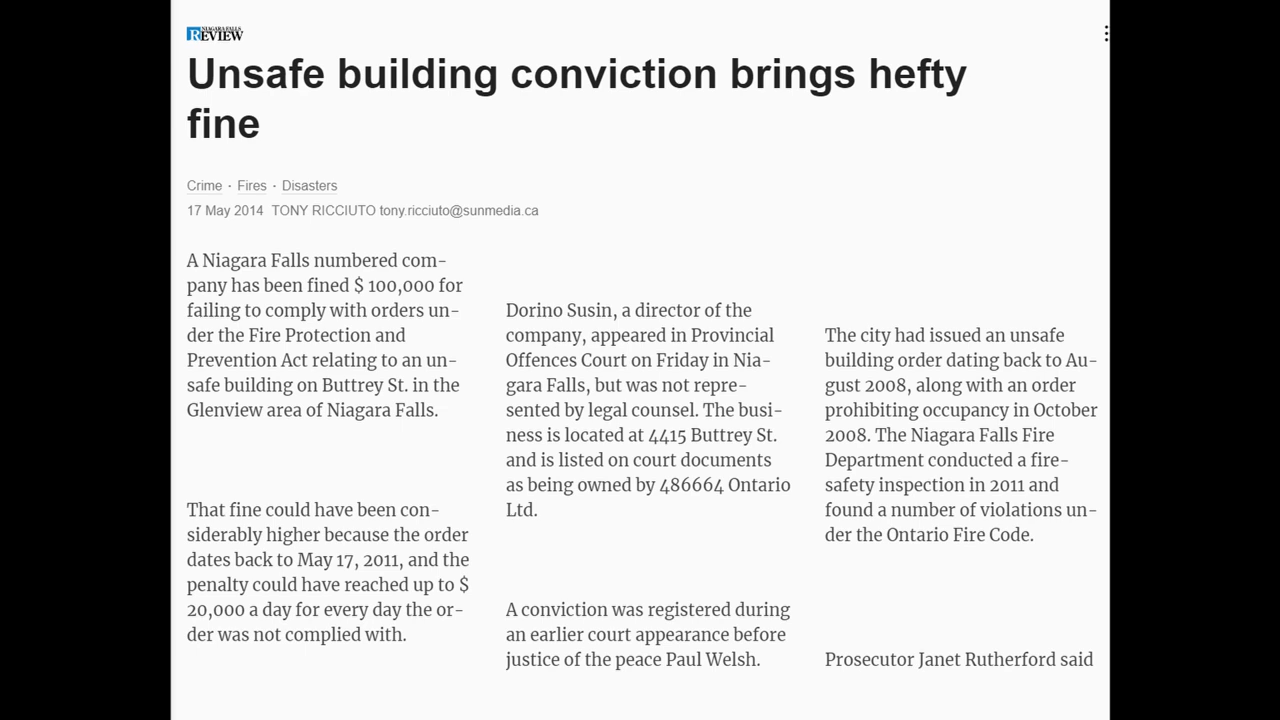 NIAGARA FALLS
REVIEW
Unsafe building conviction brings hefty
fine
Crime · Fires · Disasters
17 May 2014 TONY RICCIUTO tony.ricciuto@sunmedia.ca
A Niagara Falls numbered com-
pany has been fined $ 100,000 for
failing to comply with orders un-
der the Fire Protection and
Prevention Act relating to an un-
safe building on Buttrey St. in the
Glenview area of Niagara Falls.
That fine could have been con-
siderably higher because the order
dates back to May 17, 2011, and the
penalty could have reached up to $
20,000 a day for every day the or-
der was not complied with.
Dorino Susin, a director of the
company, appeared in Provincial
Offences Court on Friday in Nia-
gara Falls, but was not repre-
sented by legal counsel. The busi-
ness is located at 4415 Buttrey St.
and is listed on court documents
as being owned by 486664 Ontario
Ltd.
A conviction was registered during
an earlier court appearance before
justice of the peace Paul Welsh.
The city had issued an unsafe
building order dating back to Au-
gust 2008, along with an order
prohibiting occupancy in October
2008. The Niagara Falls Fire
Department conducted a fire-
safety inspection in 2011 and
found a number of violations un-
der the Ontario Fire Code.
Prosecutor Janet Rutherford said